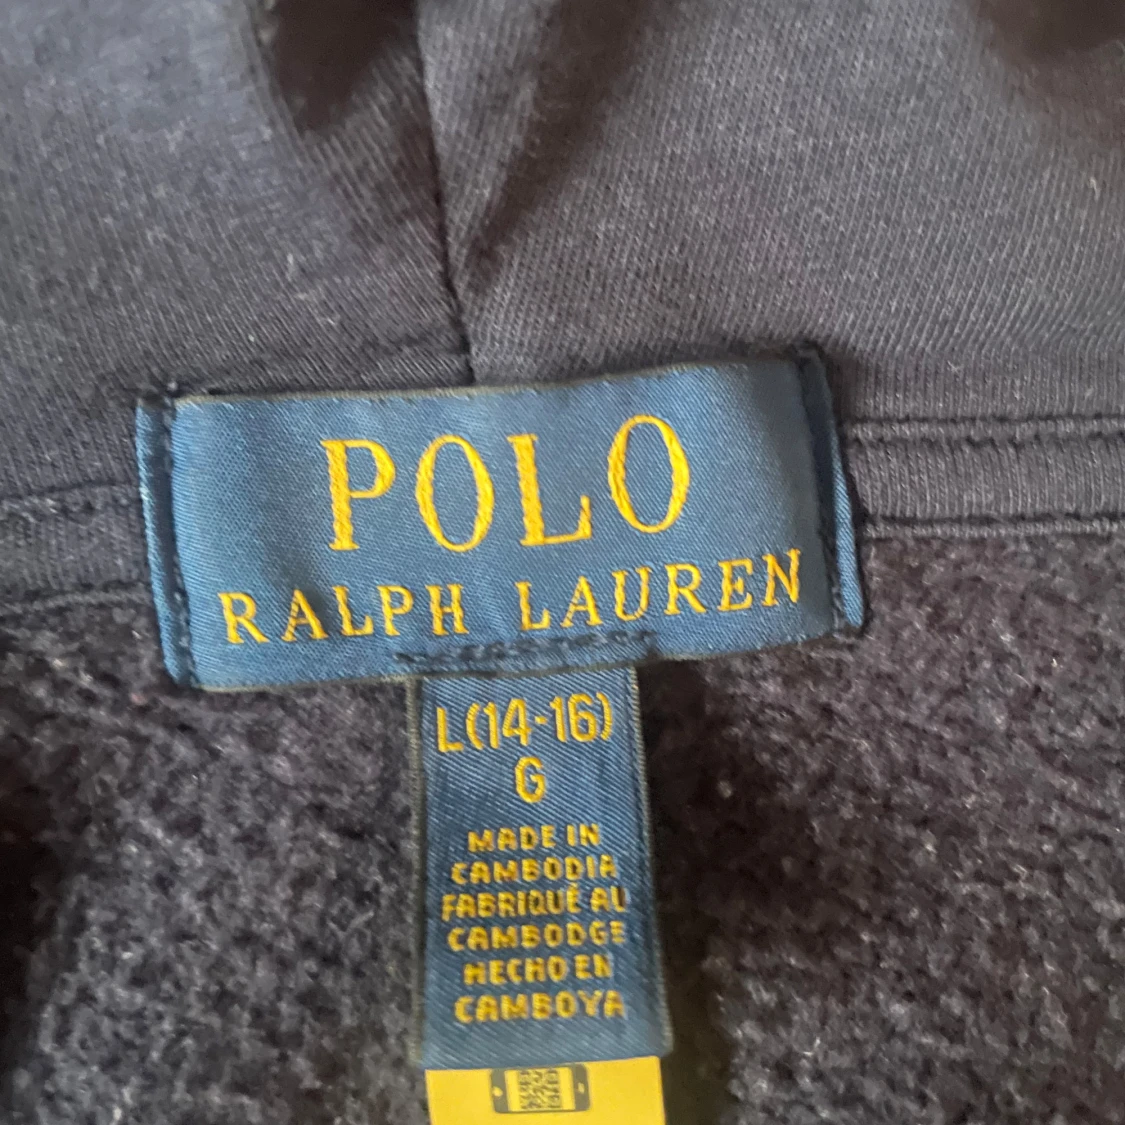 POLO
RALPH LAUREN
L(14-16)
G
MADE IN
CAMBODIA
FABRIQUÉ AU
CAMBODGE
HECHO EN
CAMBOYA